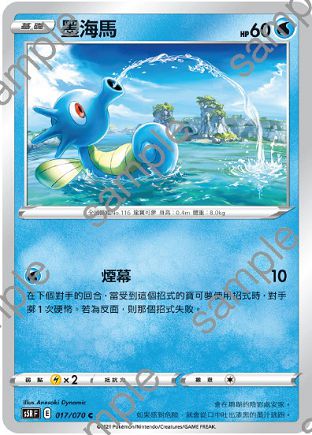 基礎 墨海馬 HP60
全國圖鑑No.116 龍寶可夢 身高：0.4m 體重：8.0kg
煙幕 10
在下個對手的回合，當受到這個招式的寶可夢使用招式時，對手
擲1次硬幣。若為反面，則那個招式失敗。
弱點 ×2 抵抗力 撤退
Illus. Anesaki Dynamic
S5R F E 017/070 C
會在珊瑚的陰影處安家。
如果感到危險，就會從口中吐出漆黑的墨汁逃跑。
©2021 Pokémon/Nintendo/Creatures/GAME FREAK.
sample
sample
sample
sample
sample
sample